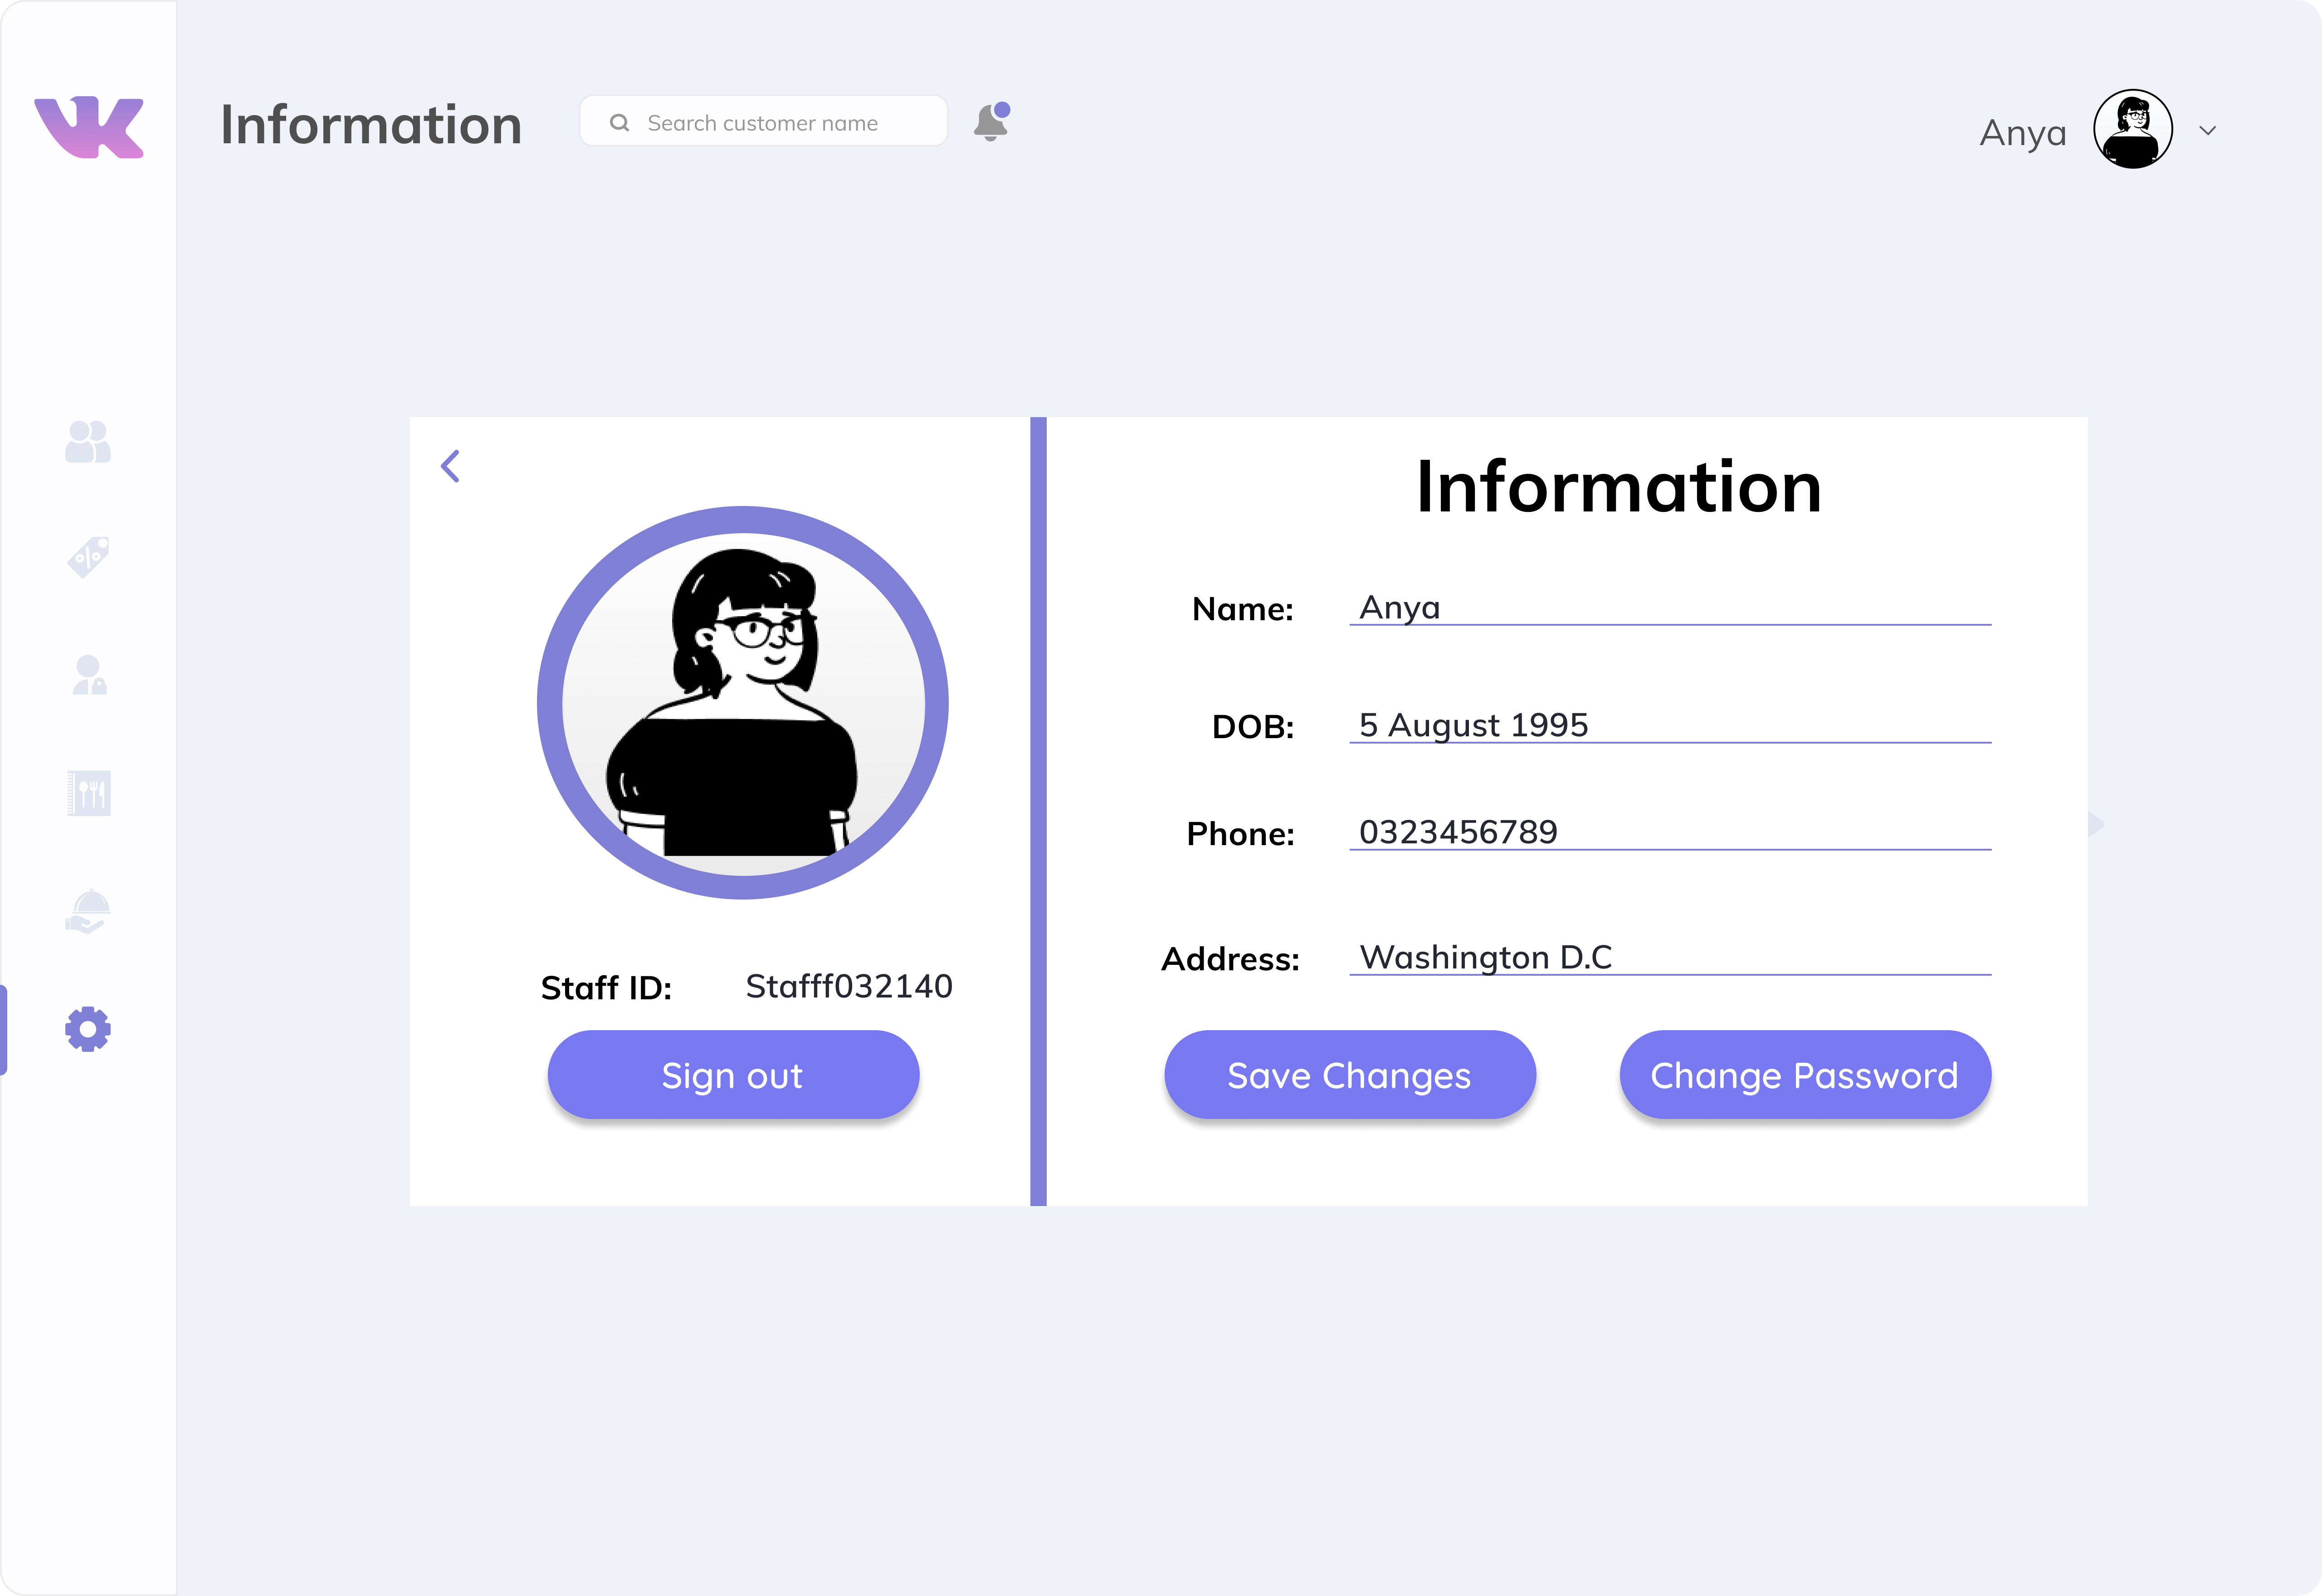 Information
Search customer name
Anya
Information
Name: Anya
DOB: 5 August 1995
Phone: 0323456789
Address: Washington D.C
Staff ID: Stafff032140
Sign out
Save Changes
Change Password